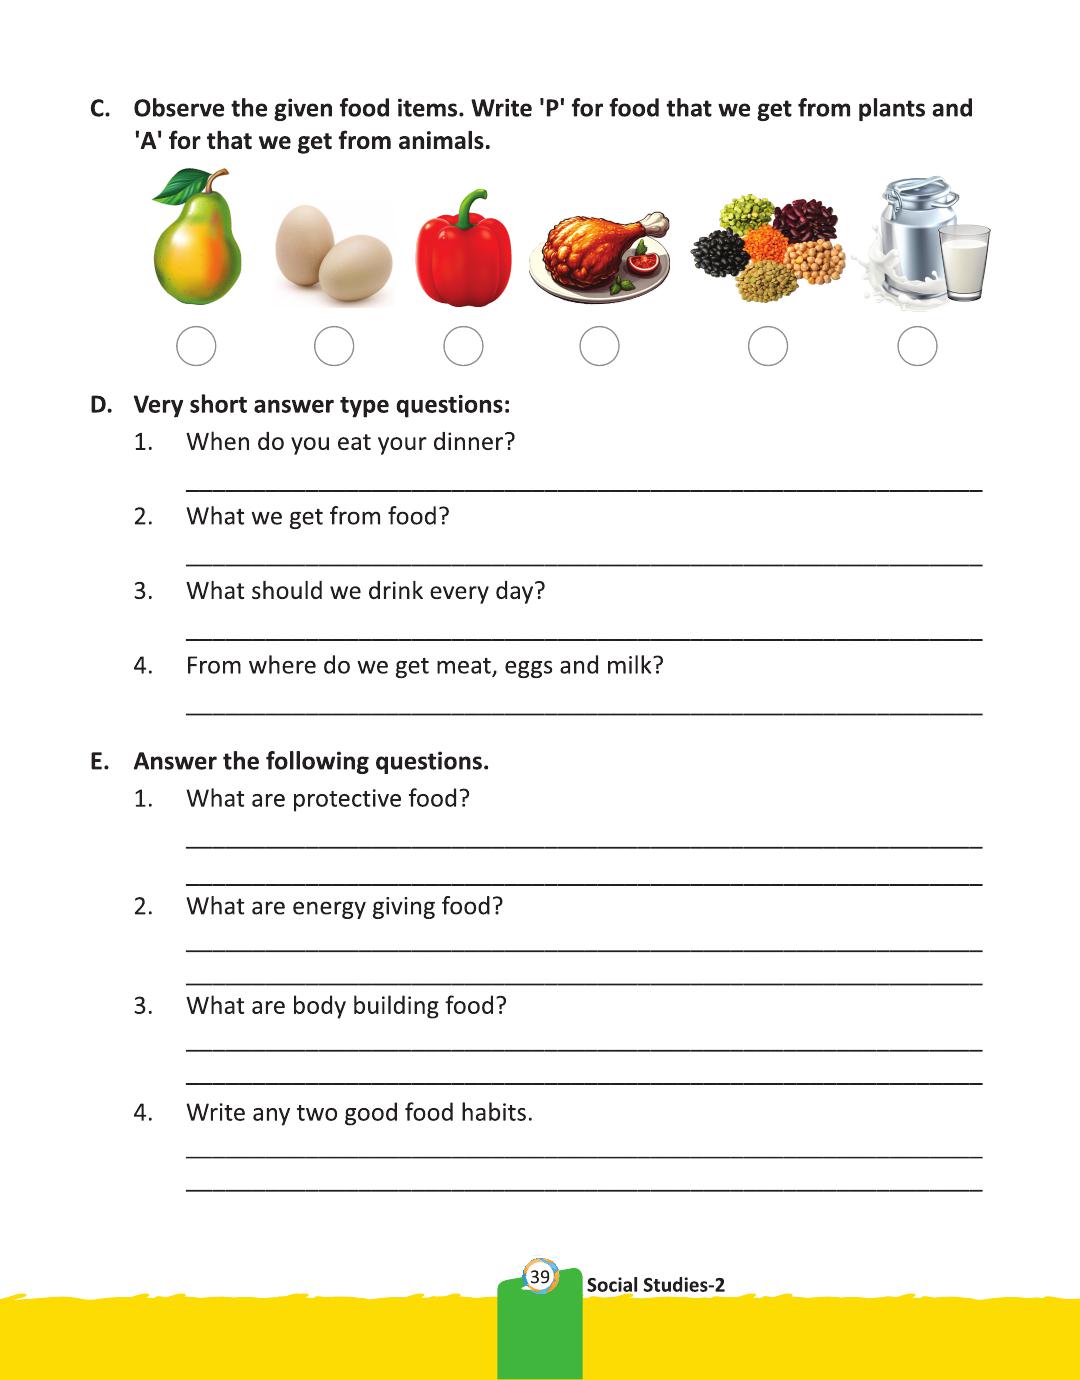 C. Observe the given food items. Write 'P' for food that we get from plants and
'A' for that we get from animals.
D. Very short answer type questions:
1. When do you eat your dinner?
2. What we get from food?
3. What should we drink every day?
4. From where do we get meat, eggs and milk?
E. Answer the following questions.
1. What are protective food?
2. What are energy giving food?
3. What are body building food?
4. Write any two good food habits.
39
Social Studies-2